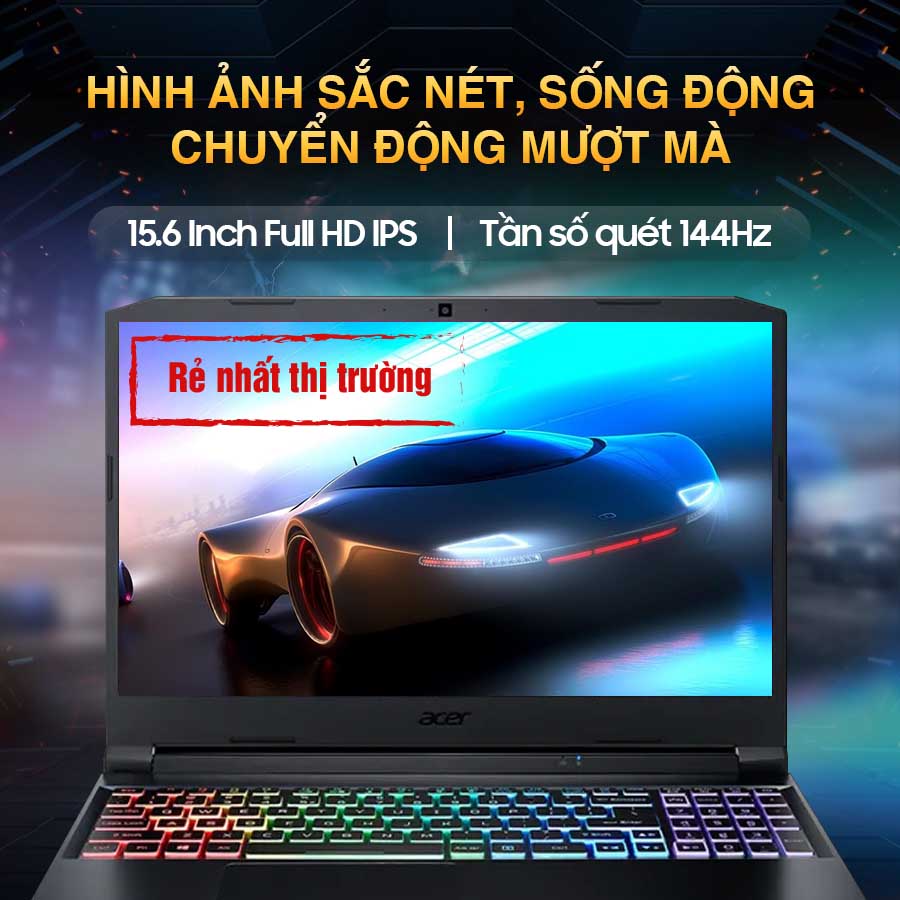 HÌNH ẢNH SẮC NÉT, SỐNG ĐỘNG
CHUYỂN ĐỘNG MƯỢT MÀ
15.6 Inch Full HD IPS | Tần số quét 144Hz
Rẻ nhất thị trường
acer